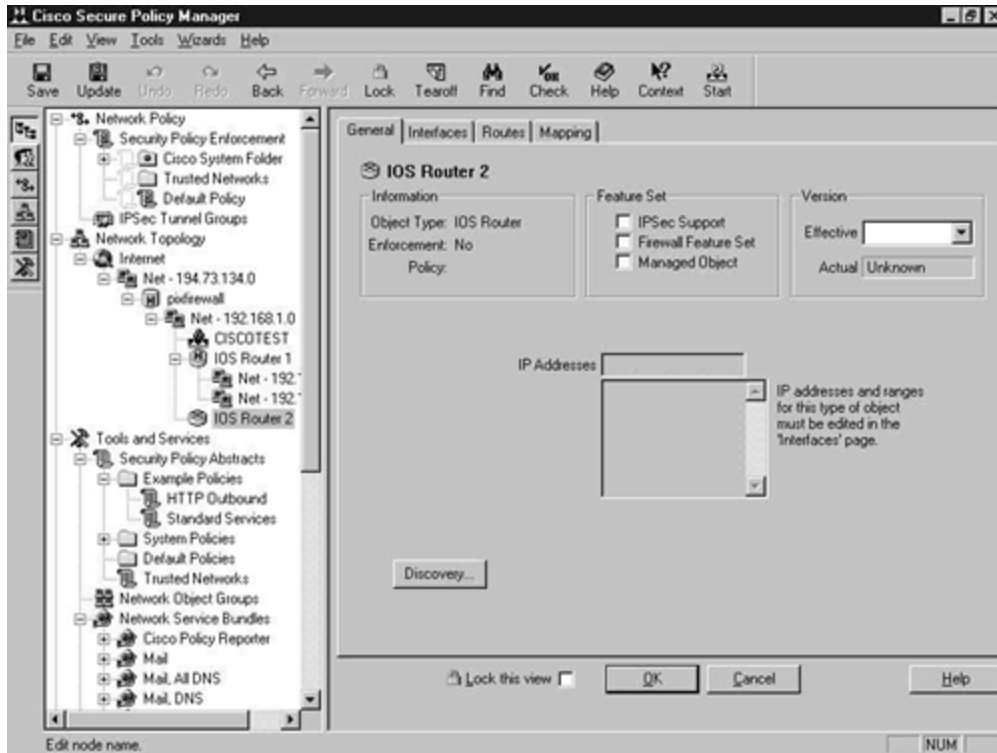 Cisco Secure Policy Manager
File Edit View Tools Wizards Help
Save Update Undo Redo Back Forward Lock Tearoff Find Check Help Context Start
Network Policy
Security Policy Enforcement
Cisco System Folder
Trusted Networks
Default Policy
IPSec Tunnel Groups
Network Topology
Internet
Net - 194.73.134.0
pixfirewall
Net - 192.168.1.0
CISCOTEST
IOS Router 1
Net - 192.
Net - 192.
IOS Router 2
Tools and Services
Security Policy Abstracts
Example Policies
HTTP Outbound
Standard Services
System Policies
Default Policies
Trusted Networks
Network Object Groups
Network Service Bundles
Cisco Policy Reporter
Mail
Mail, All DNS
Mail, DNS
General Interfaces Routes Mapping
IOS Router 2
Information
Object Type: IOS Router
Enforcement: No
Policy:
Feature Set
IPSec Support
Firewall Feature Set
Managed Object
Version
Effective
Actual Unknown
IP Addresses
IP addresses and ranges
for this type of object
must be edited in the
'Interfaces' page.
Discovery...
Lock this view
OK Cancel Help
Edit node name.
NUM